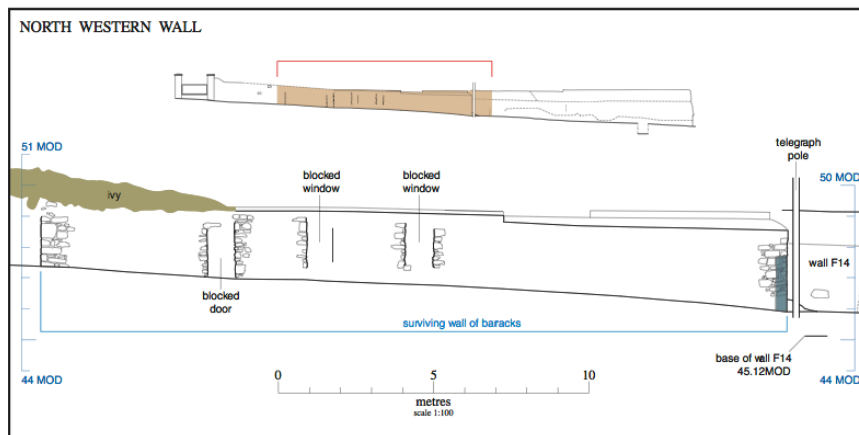 NORTH WESTERN WALL
telegraph
pole
51 MOD
50 MOD
blocked
window
blocked
window
ivy
wall F14
blocked
door
surviving wall of barracks
base of wall F14
45.12MOD
44 MOD
44 MOD
0 5 10
metres
scale 1:100